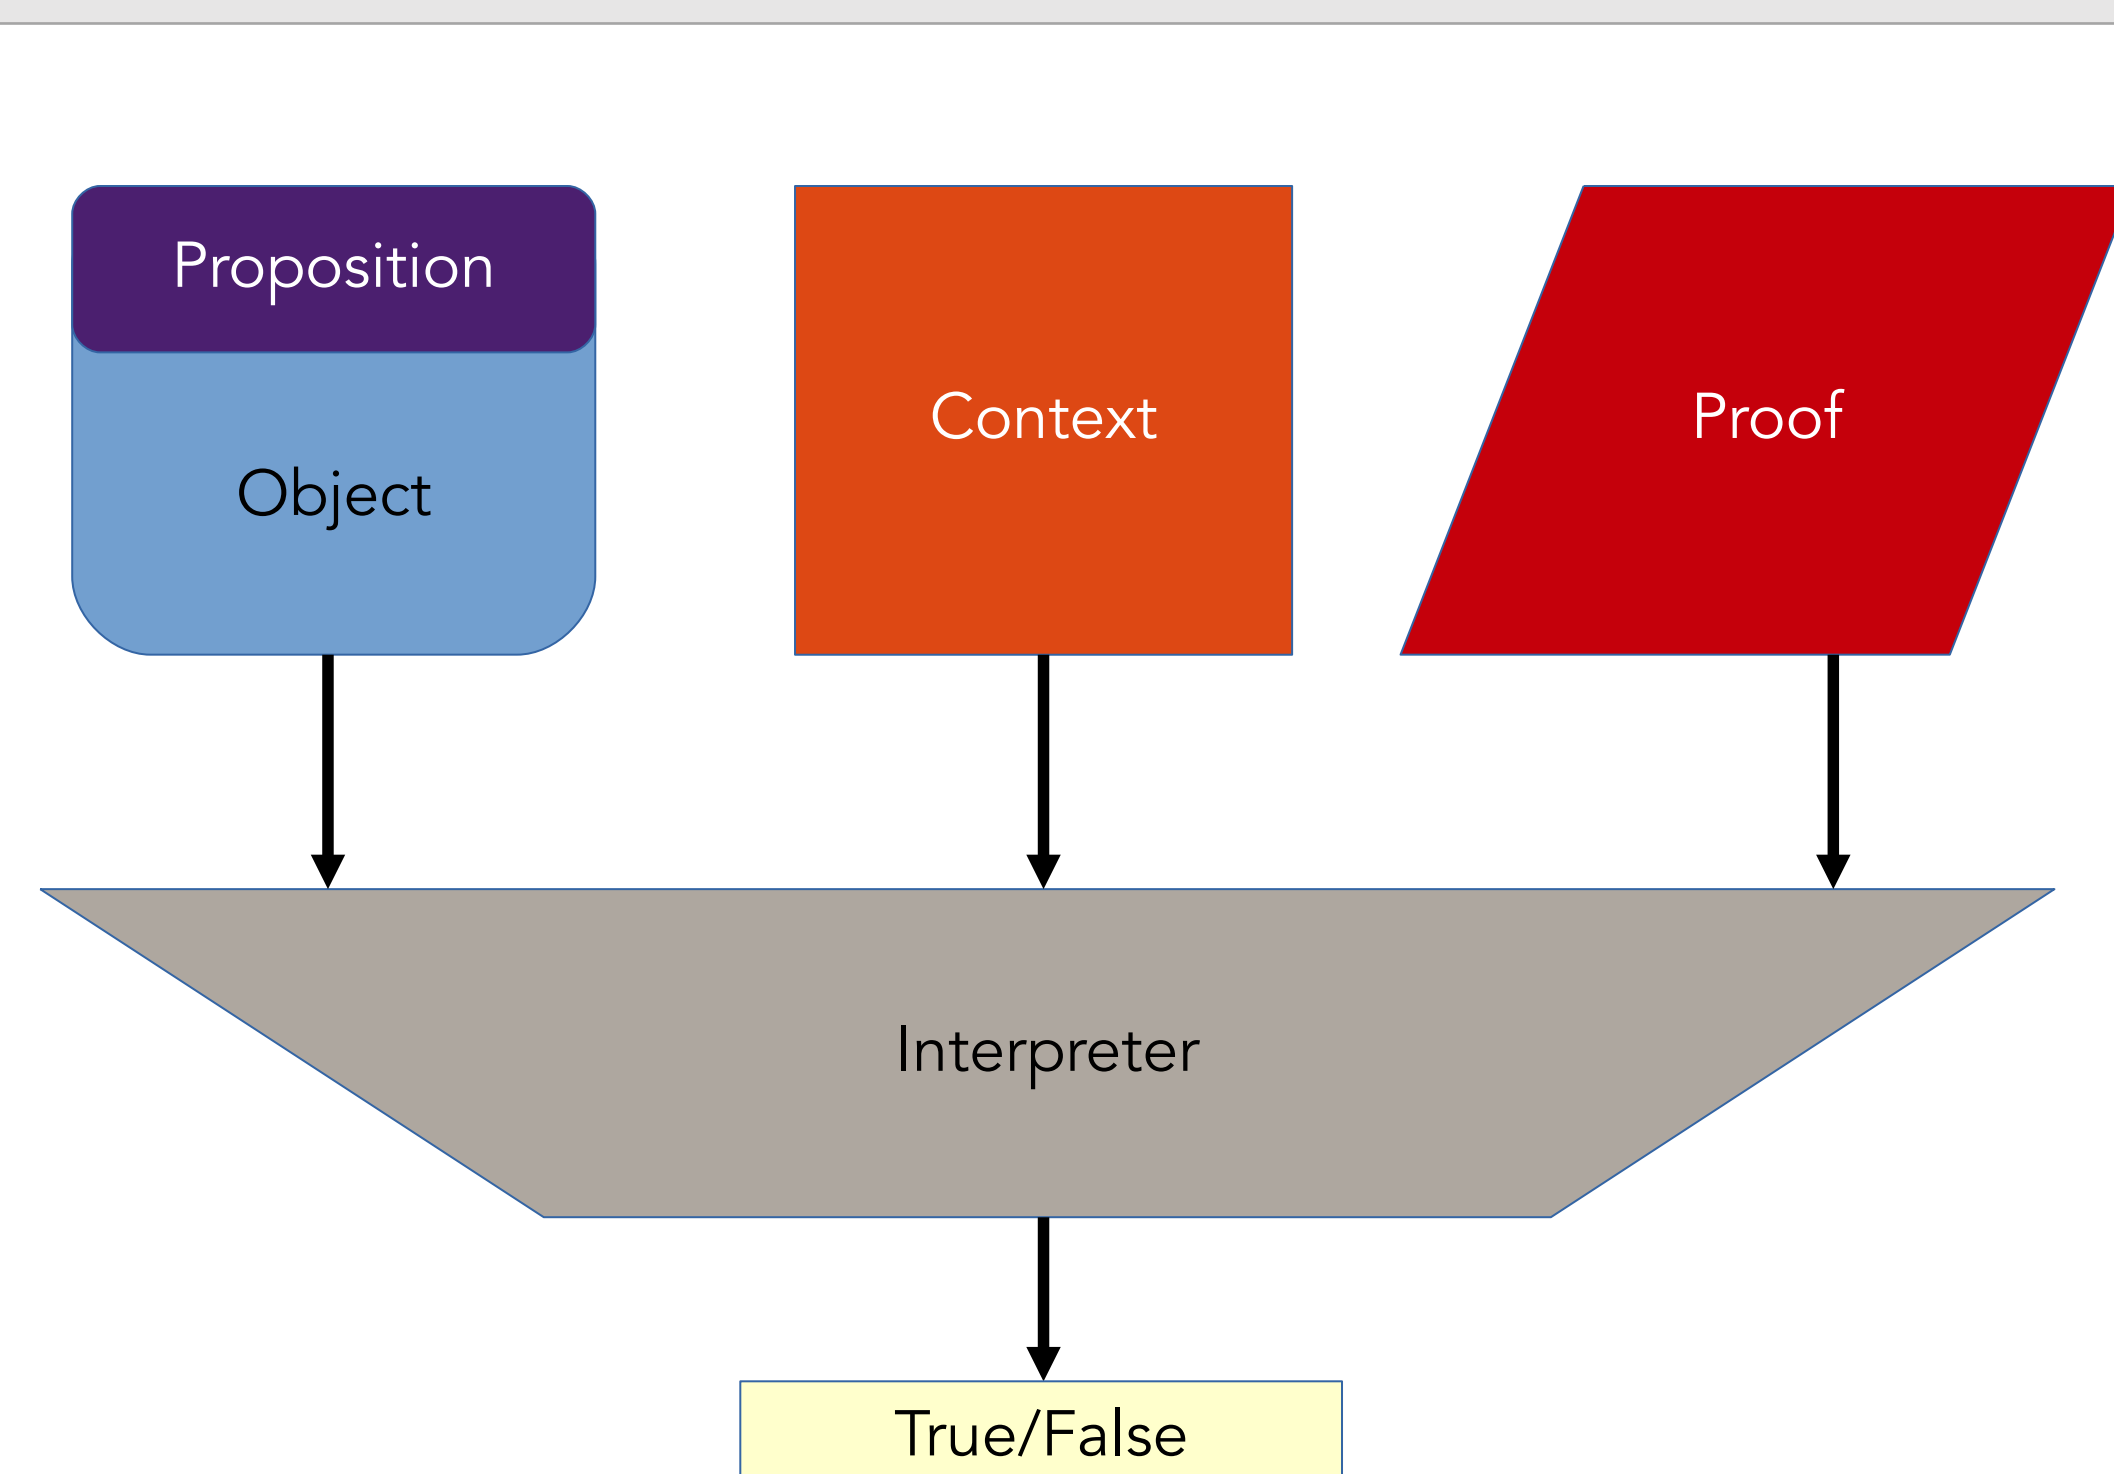 Proposition
Object
Context
Proof
Interpreter
True/False